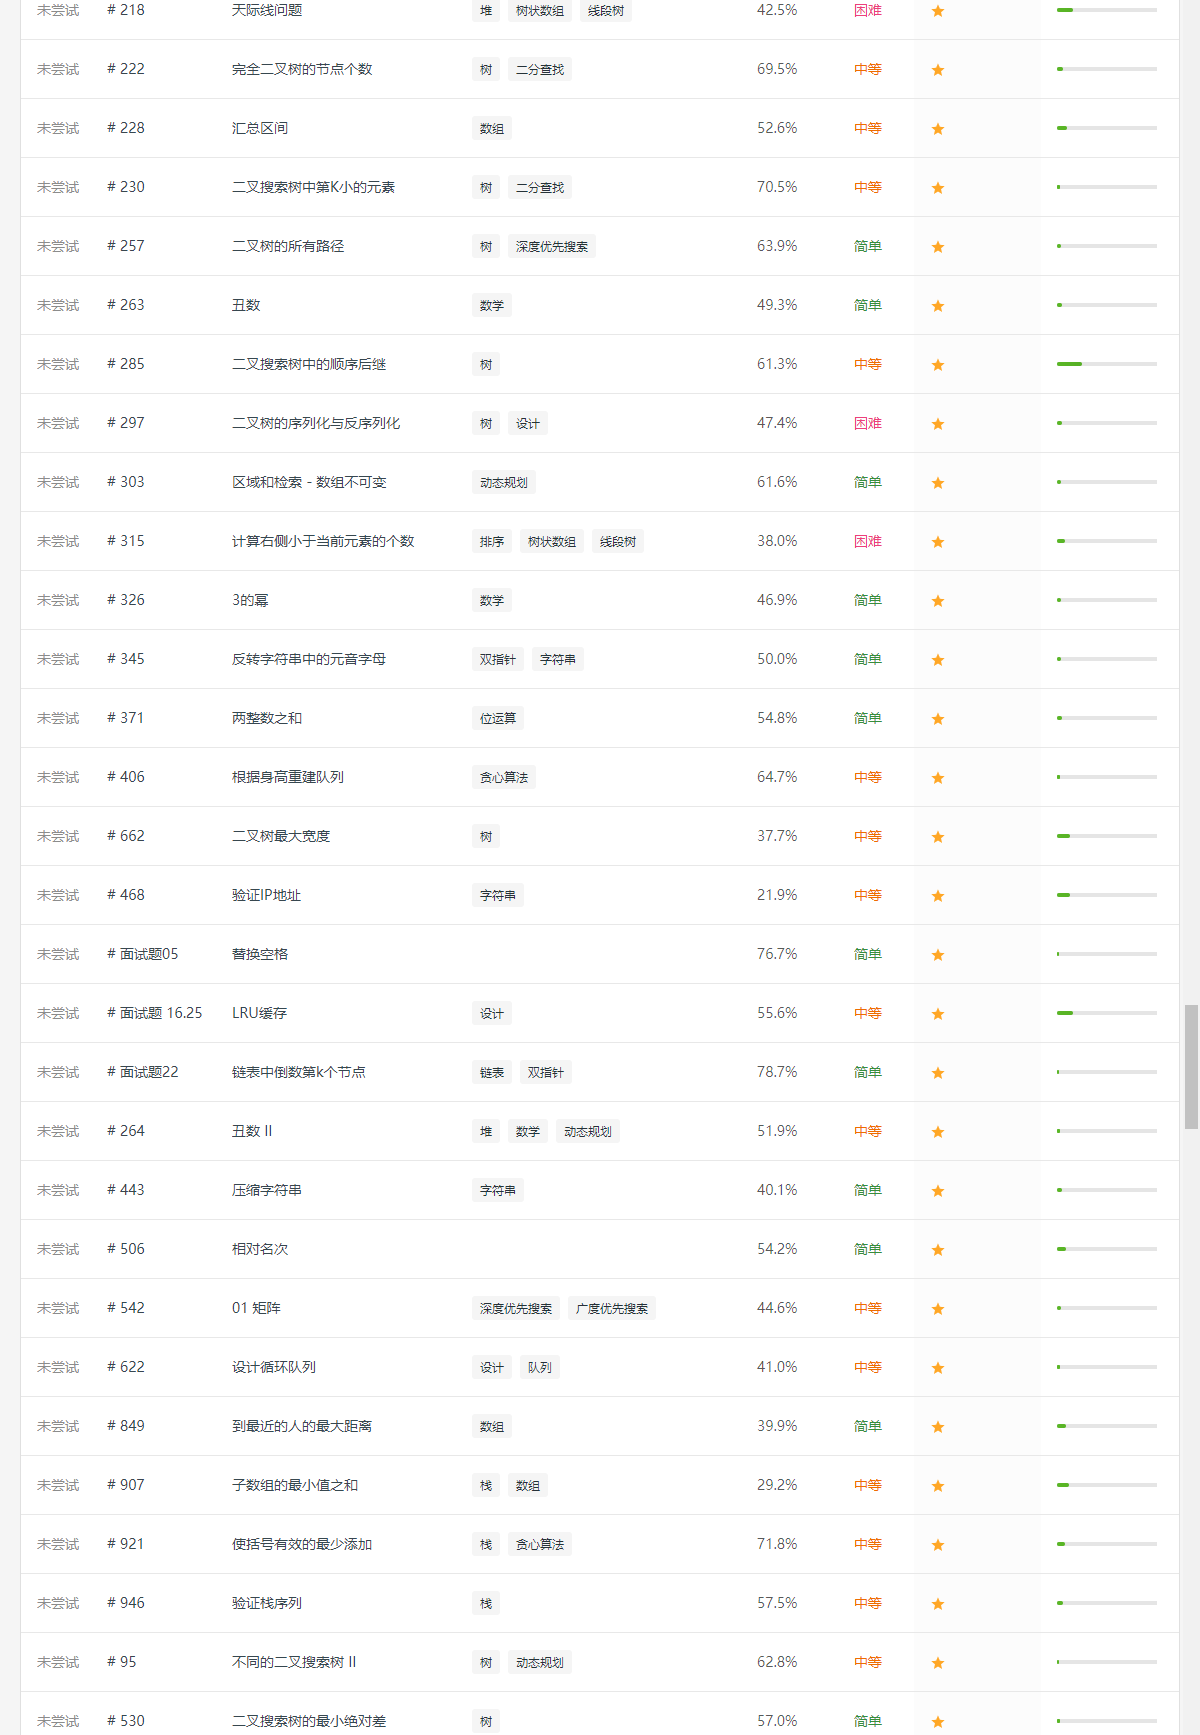 # 218 天际线问题 堆 树状数组 线段树 42.5% 困难
未尝试 # 222 完全二叉树的节点个数 树 二分查找 69.5% 中等
未尝试 # 228 汇总区间 数组 52.6% 中等
未尝试 # 230 二叉搜索树中第K小的元素 树 二分查找 70.5% 中等
未尝试 # 257 二叉树的所有路径 树 深度优先搜索 63.9% 简单
未尝试 # 263 丑数 数学 49.3% 简单
未尝试 # 285 二叉搜索树中的顺序后继 树 61.3% 中等
未尝试 # 297 二叉树的序列化与反序列化 树 设计 47.4% 困难
未尝试 # 303 区域和检索 - 数组不可变 动态规划 61.6% 简单
未尝试 # 315 计算右侧小于当前元素的个数 排序 树状数组 线段树 38.0% 困难
未尝试 # 326 3的幂 数学 46.9% 简单
未尝试 # 345 反转字符串中的元音字母 双指针 字符串 50.0% 简单
未尝试 # 371 两整数之和 位运算 54.8% 简单
未尝试 # 406 根据身高重建队列 贪心算法 64.7% 中等
未尝试 # 662 二叉树最大宽度 树 37.7% 中等
未尝试 # 468 验证IP地址 字符串 21.9% 中等
未尝试 # 面试题05 替换空格 76.7% 简单
未尝试 # 面试题 16.25 LRU缓存 设计 55.6% 中等
未尝试 # 面试题22 链表中倒数第k个节点 链表 双指针 78.7% 简单
未尝试 # 264 丑数 II 堆 数学 动态规划 51.9% 中等
未尝试 # 443 压缩字符串 字符串 40.1% 简单
未尝试 # 506 相对名次 54.2% 简单
未尝试 # 542 01 矩阵 深度优先搜索 广度优先搜索 44.6% 中等
未尝试 # 622 设计循环队列 设计 队列 41.0% 中等
未尝试 # 849 到最近的人的最大距离 数组 39.9% 简单
未尝试 # 907 子数组的最小值之和 栈 数组 29.2% 中等
未尝试 # 921 使括号有效的最少添加 栈 贪心算法 71.8% 中等
未尝试 # 946 验证栈序列 栈 57.5% 中等
未尝试 # 95 不同的二叉搜索树 II 树 动态规划 62.8% 中等
未尝试 # 530 二叉搜索树的最小绝对差 树 57.0% 简单